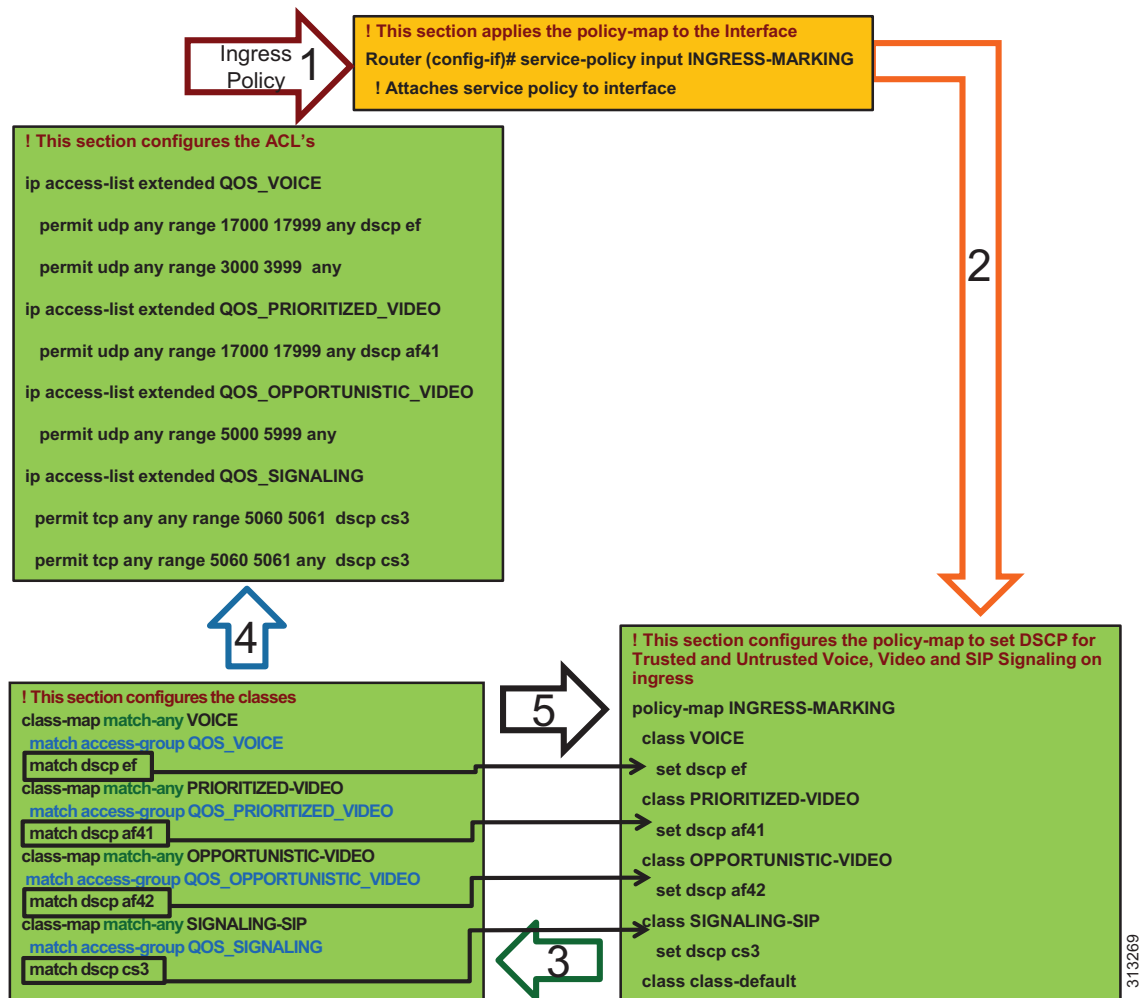 Ingress
Policy
1
! This section applies the policy-map to the Interface
Router (config-if)# service-policy input INGRESS-MARKING
! Attaches service policy to interface
2
! This section configures the ACL's
ip access-list extended QOS_VOICE
permit udp any range 17000 17999 any dscp ef
permit udp any range 3000 3999 any
ip access-list extended QOS_PRIORITIZED_VIDEO
permit udp any range 17000 17999 any dscp af41
ip access-list extended QOS_OPPORTUNISTIC_VIDEO
permit udp any range 5000 5999 any
ip access-list extended QOS_SIGNALING
permit tcp any any range 5060 5061 dscp cs3
permit tcp any range 5060 5061 any dscp cs3
4
! This section configures the classes
class-map match-any VOICE
match access-group QOS_VOICE
match dscp ef
class-map match-any PRIORITIZED-VIDEO
match access-group QOS_PRIORITIZED_VIDEO
match dscp af41
class-map match-any OPPORTUNISTIC-VIDEO
match access-group QOS_OPPORTUNISTIC_VIDEO
match dscp af42
class-map match-any SIGNALING-SIP
match access-group QOS_SIGNALING
match dscp cs3
5
3
! This section configures the policy-map to set DSCP for
Trusted and Untrusted Voice, Video and SIP Signaling on
ingress
policy-map INGRESS-MARKING
class VOICE
set dscp ef
class PRIORITIZED-VIDEO
set dscp af41
class OPPORTUNISTIC-VIDEO
set dscp af42
class SIGNALING-SIP
set dscp cs3
class class-default
313269